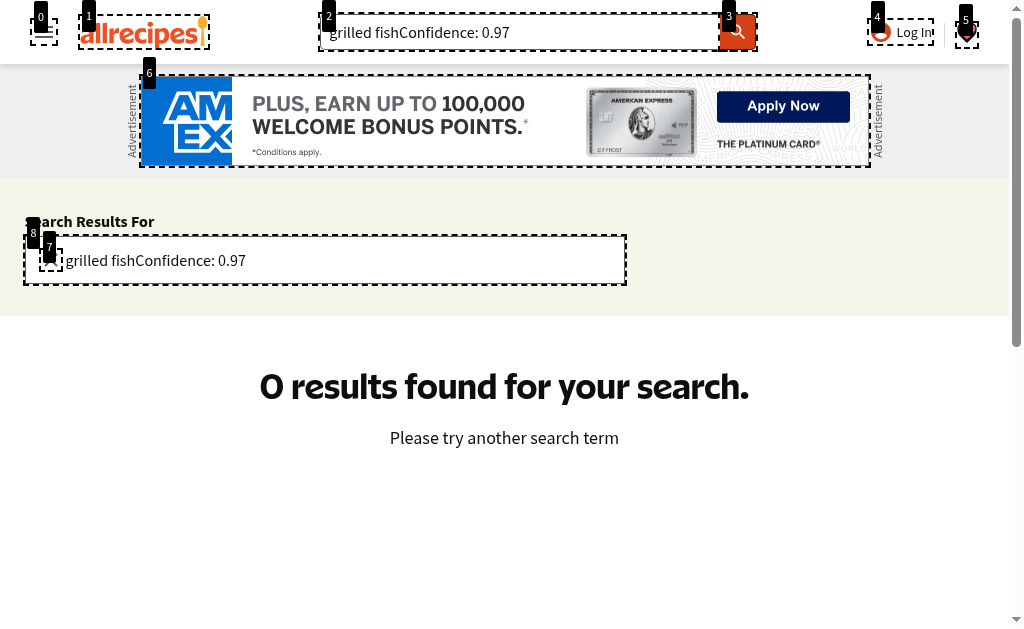 0
1
allrecipes
2
grilled fishConfidence: 0.97
3
4
Log In
5
6
Advertisement
AM
EX
PLUS, EARN UP TO 100,000
WELCOME BONUS POINTS.*
*Conditions apply.
AMERICAN EXPRESS
C F FROST
Apply Now
THE PLATINUM CARD®
Advertisement
Search Results For
8
7
grilled fishConfidence: 0.97
0 results found for your search.
Please try another search term